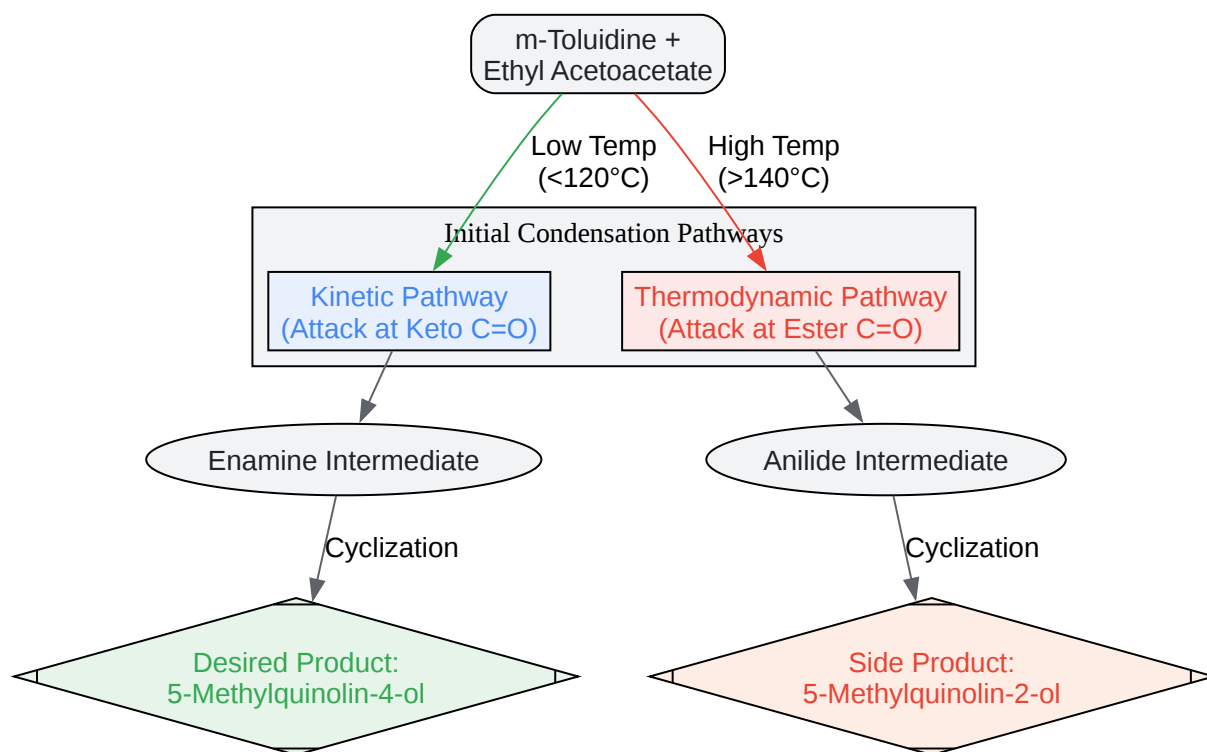 m-Toluidine +
Ethyl Acetoacetate
Low Temp
(<120°C)
High Temp
(>140°C)
Initial Condensation Pathways
Kinetic Pathway
(Attack at Keto C=O)
Thermodynamic Pathway
(Attack at Ester C=O)
Enamine Intermediate
Anilide Intermediate
Cyclization
Cyclization
Desired Product:
5-Methylquinolin-4-ol
Side Product:
5-Methylquinolin-2-ol